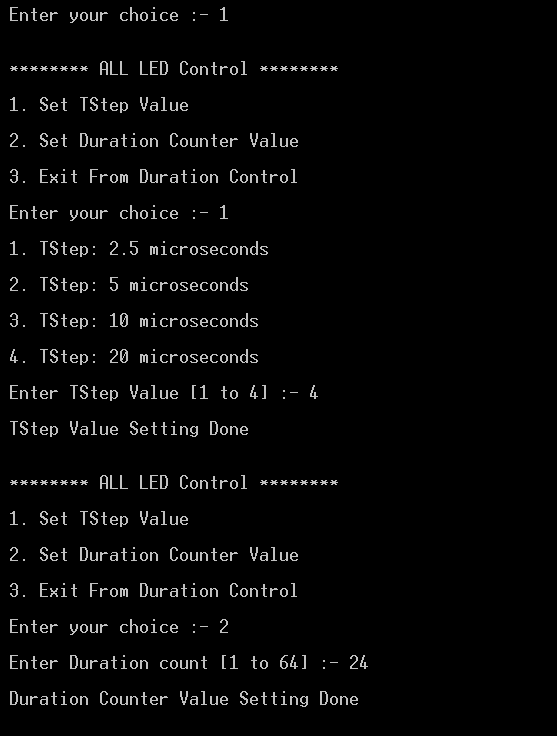 Enter your choice :- 1
******** ALL LED Control ********
1. Set TStep Value
2. Set Duration Counter Value
3. Exit From Duration Control
Enter your choice :- 1
1. TStep: 2.5 microseconds
2. TStep: 5 microseconds
3. TStep: 10 microseconds
4. TStep: 20 microseconds
Enter TStep Value [1 to 4] :- 4
TStep Value Setting Done
******** ALL LED Control ********
1. Set TStep Value
2. Set Duration Counter Value
3. Exit From Duration Control
Enter your choice :- 2
Enter Duration count [1 to 64] :- 24
Duration Counter Value Setting Done